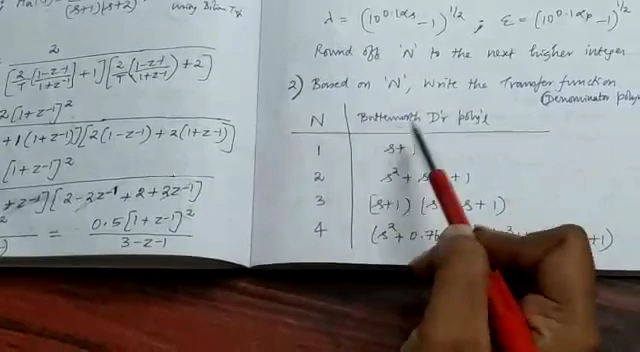 (s+1)(s+2) using Bilin Tx
2
[2/T (1-z-1/1+z-1) + 1] [2/T (1-z-1/1+z-1) + 2]
2(1+z-1]2
+1(1+z-1)][2(1-z-1) + 2(1+z-1)]
(1+z-1]2
+z-1][2-2z-1+2+2z-1]
= 0.5[1+z-1]2
3-z-1
λ = (10^0.1αs - 1)^1/2 ; ε = (10^0.1αp - 1)^1/2
Round off 'N' to the next higher integer
2) Based on 'N', Write the Transfer function
(Denominator poly
N Butterworth D'r poly'l
1 s+1
2 s2+ +1
3 [s+1) (s s+1)
4 (s2+0.76 +1)